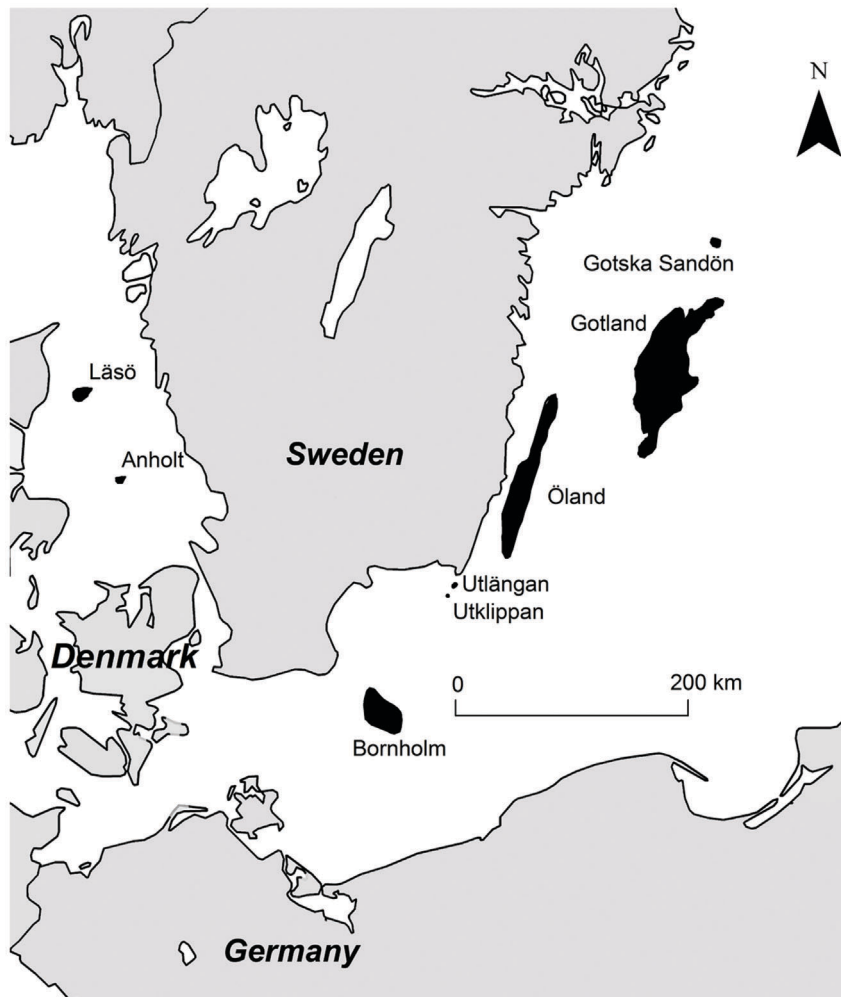 N
Gotska Sandön
Gotland
Läsö
Anholt
Sweden
Öland
Utlängan
Utklippan
Denmark
0 200 km
Bornholm
Germany